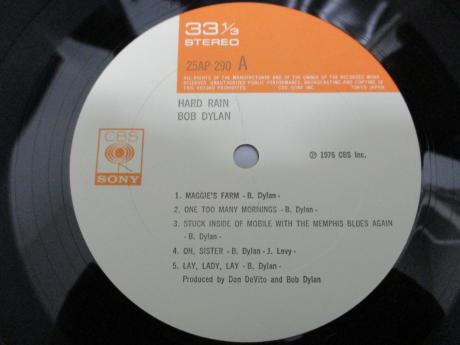 33 1/3
STEREO
25AP 290 A
ALL RIGHTS OF THE MANUFACTURER AND OF THE OWNER OF THE RECORDED WORK
RESERVED. UNAUTHORIZED PUBLIC PERFORMANCE, BROADCASTING AND COPYING OF
THIS RECORD PROHIBITED. CBS/SONY INC. TOKYO JAPAN
HARD RAIN
BOB DYLAN
CBS
SONY
℗ 1976 CBS Inc.
1. MAGGIE'S FARM - B. Dylan -
2. ONE TOO MANY MORNINGS - B. Dylan -
3. STUCK INSIDE OF MOBILE WITH THE MEMPHIS BLUES AGAIN
- B. Dylan -
4. OH, SISTER - B. Dylan - J. Levy -
5. LAY, LADY, LAY - B. Dylan -
Produced by Don DeVito and Bob Dylan